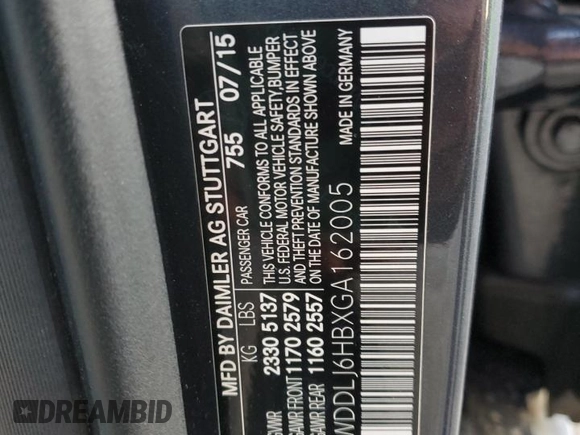 MFD BY DAIMLER AG STUTTGART
755 07/15
KG LBS PASSENGER CAR
GVWR 2330 5137
GAWR FRONT 1170 2579
GAWR REAR 1160 2557
THIS VEHICLE CONFORMS TO ALL APPLICABLE
U.S. FEDERAL MOTOR VEHICLE SAFETY,BUMPER
AND THEFT PREVENTION STANDARDS IN EFFECT
ON THE DATE OF MANUFACTURE SHOWN ABOVE
MADE IN GERMANY
WDDLJ6HBXGA162005